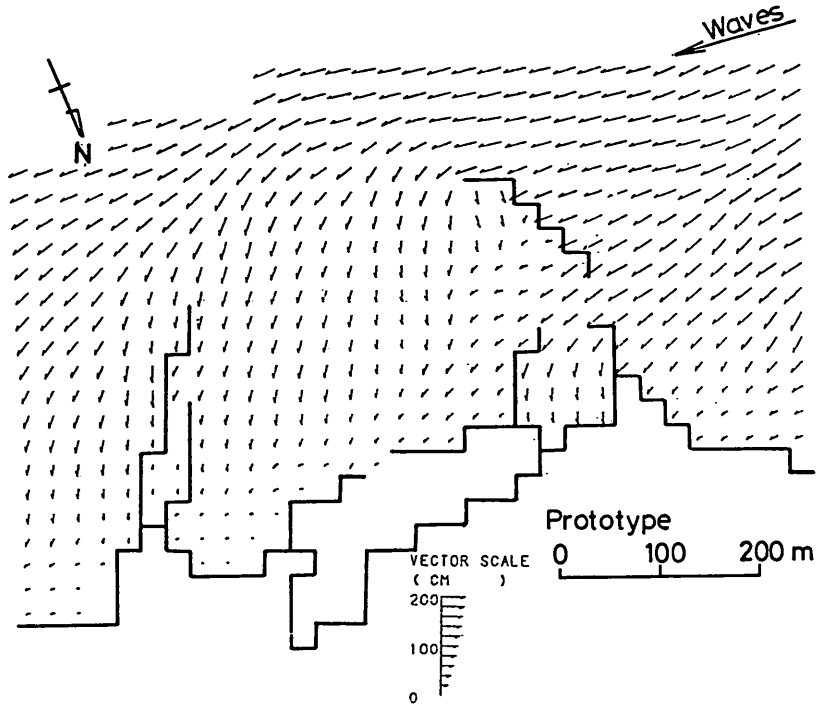 Waves
N
Prototype
0 100 200 m
VECTOR SCALE
( CM )
200
100
0